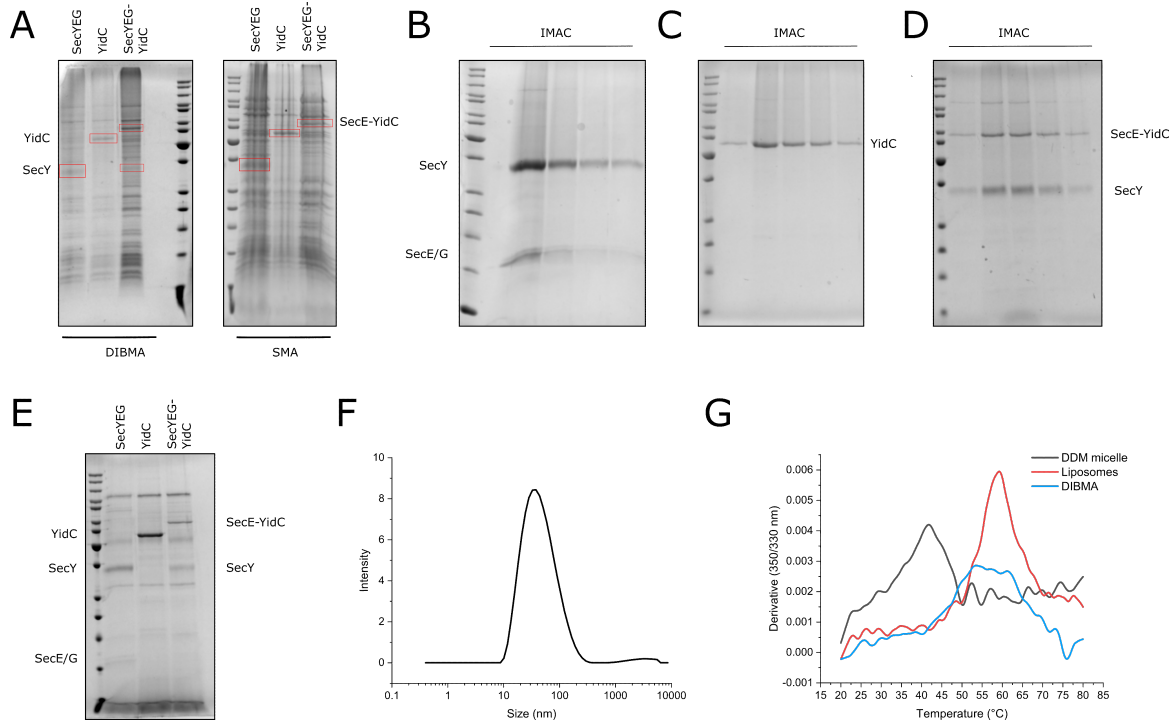 A
SecYEG
YidC
SecYEG-
YidC
SecYEG
YidC
SecYEG-
YidC
YidC
SecY
SecE-YidC
DIBMA
SMA
B
IMAC
SecY
SecE/G
C
IMAC
YidC
D
IMAC
SecE-YidC
SecY
E
SecYEG
YidC
SecYEG-
YidC
YidC
SecY
SecE/G
SecE-YidC
SecY
F
10
8
6
4
2
0
Intensity
0.1 1 10 100 1000 10000
Size (nm)
G
DDM micelle
Liposomes
DIBMA
0.006
0.005
0.004
0.003
0.002
0.001
0.000
-0.001
Derivative (350/330 nm)
15 20 25 30 35 40 45 50 55 60 65 70 75 80 85
Temperature (°C)